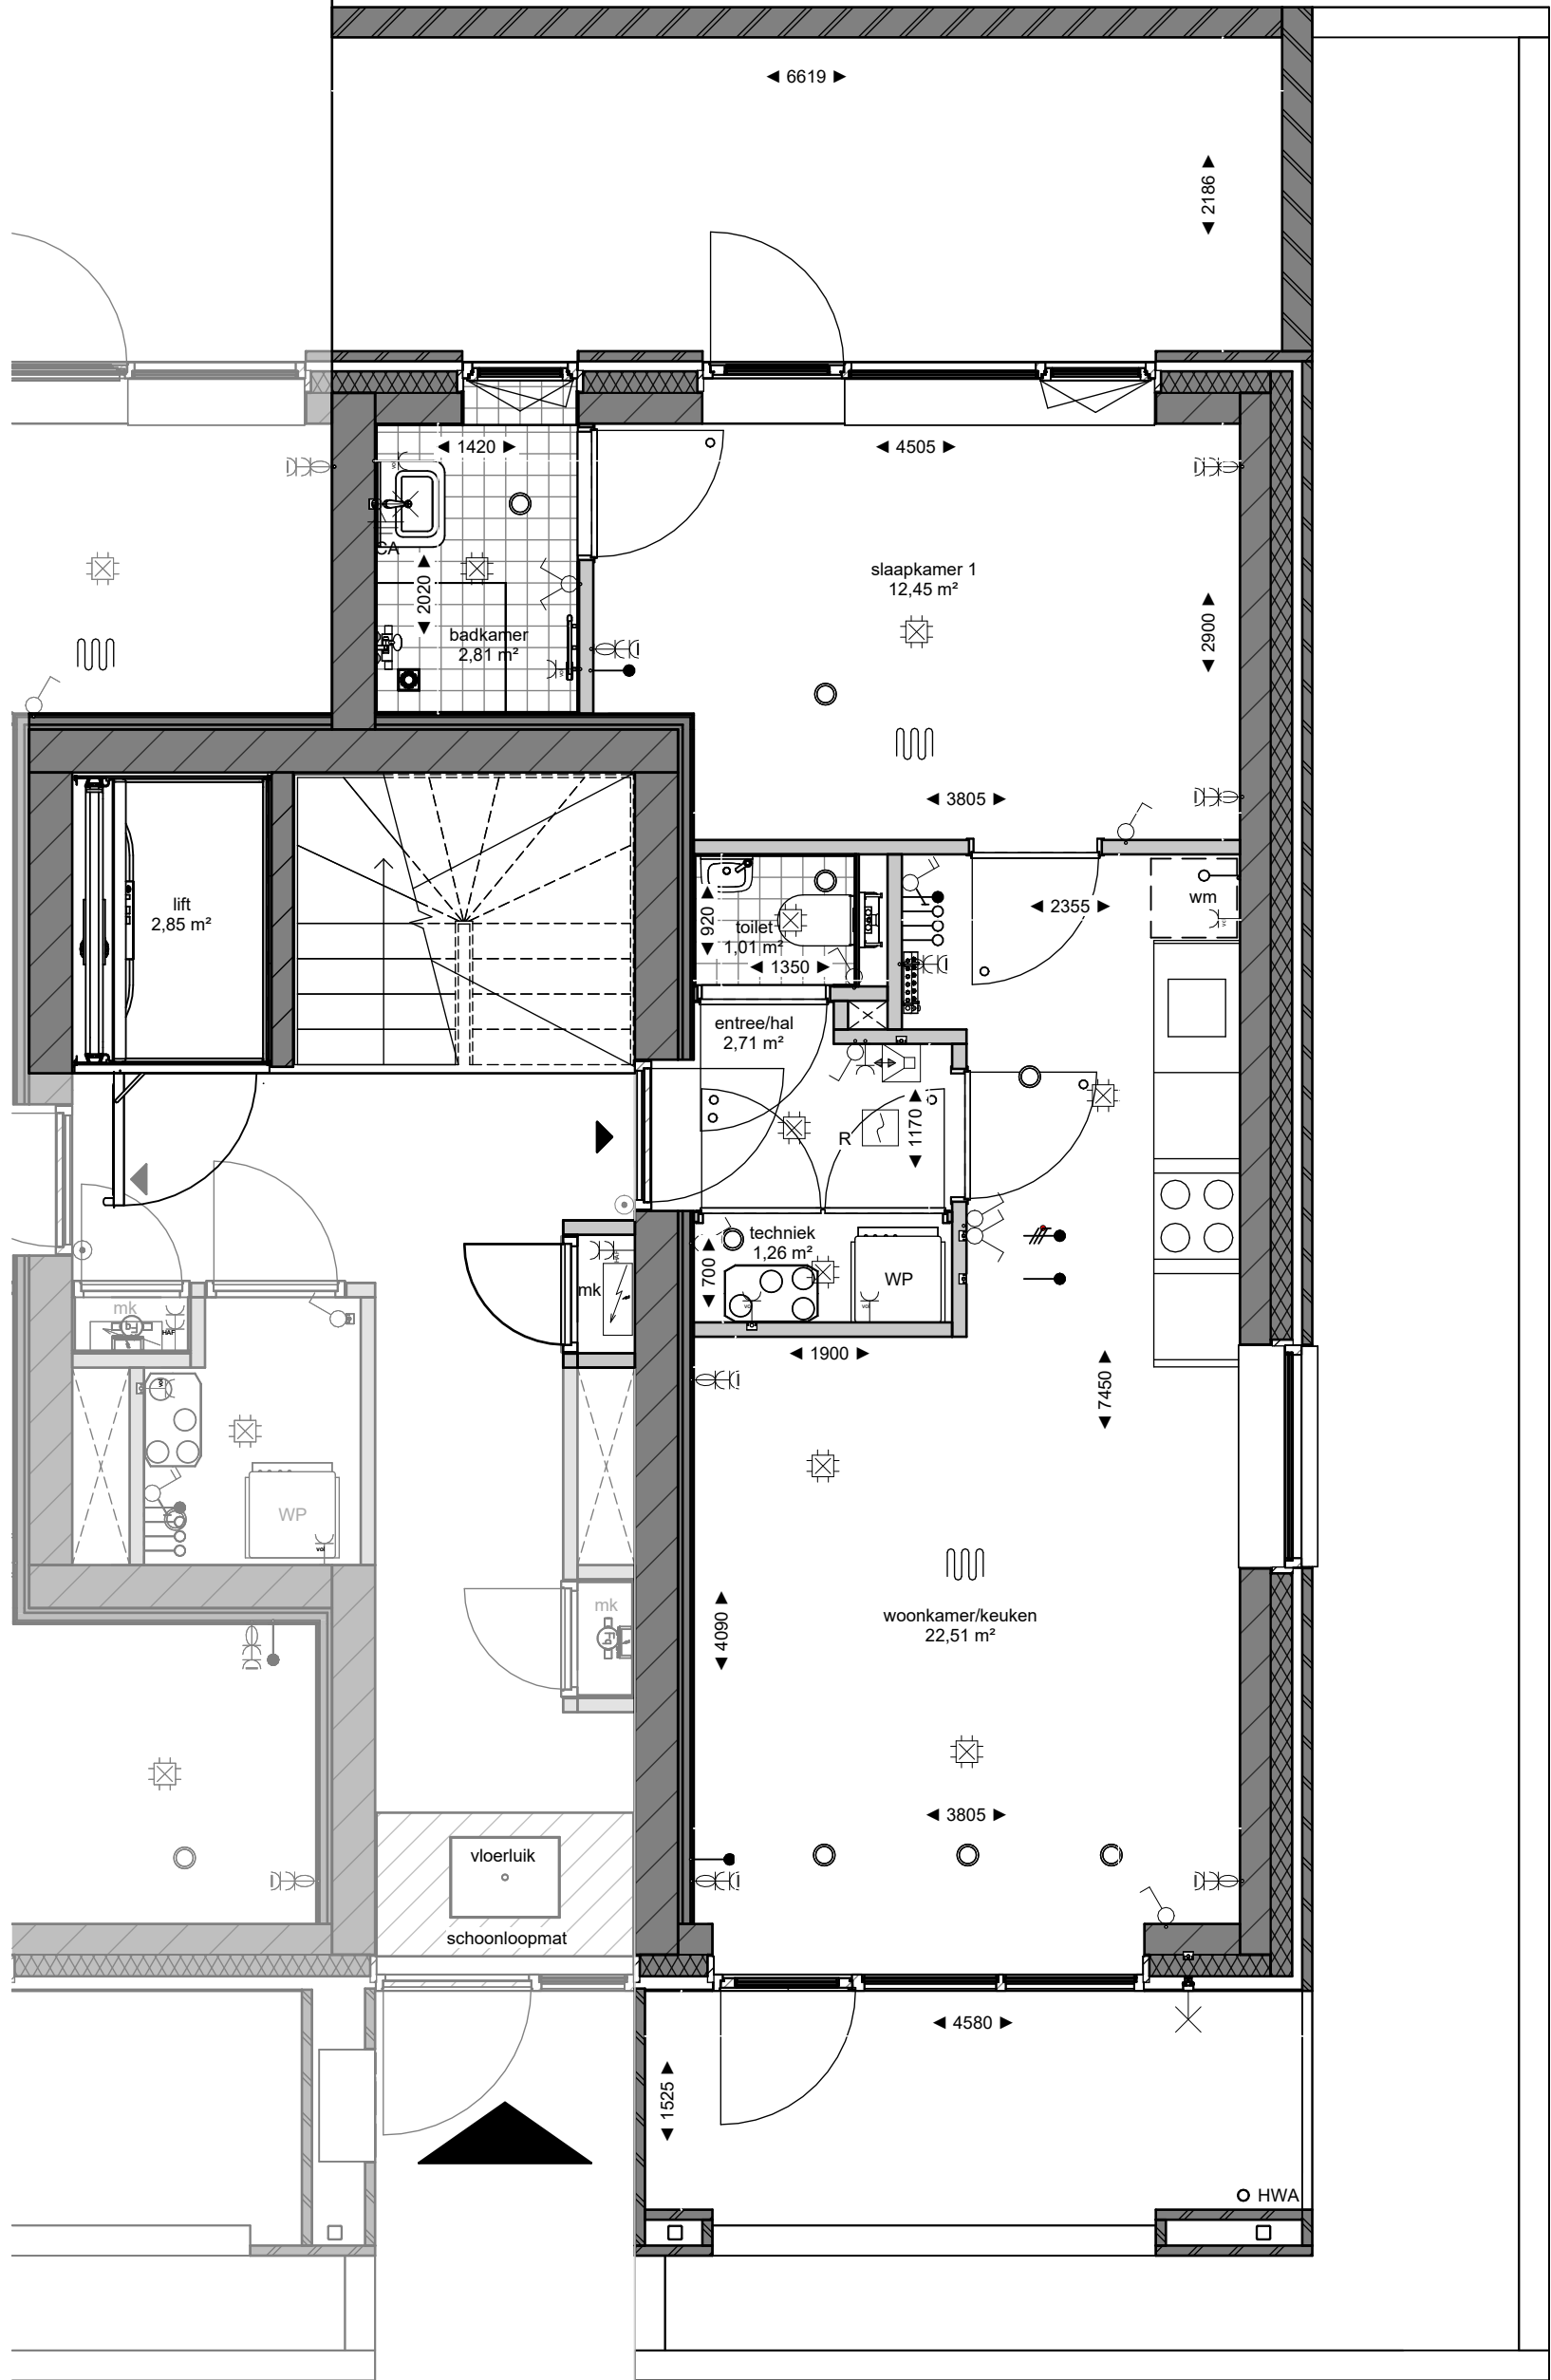 6619
2186
1420
4505
CA
2020
badkamer
2,81 m²
slaapkamer 1
12,45 m²
2900
3805
lift
2,85 m²
920
toilet
1,01 m²
1350
2355
wm
entree/hal
2,71 m²
R
1170
techniek
1,26 m²
700
WP
mk
mk
HAF
1900
7450
WP
mk
4090
woonkamer/keuken
22,51 m²
3805
vloerluik
schoonloopmat
4580
1525
HWA